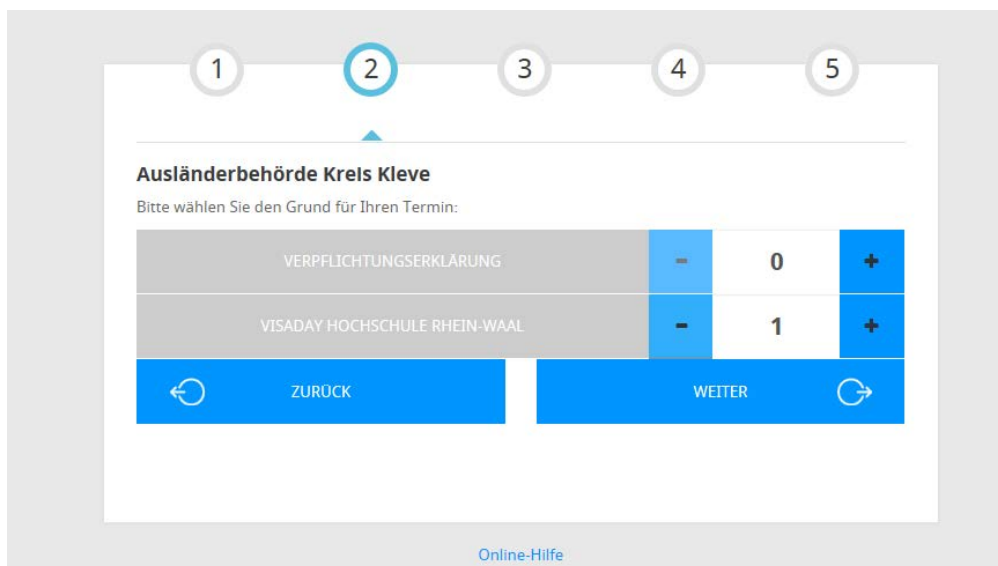 1 2 3 4 5
Ausländerbehörde Kreis Kleve
Bitte wählen Sie den Grund für Ihren Termin:
VERPFLICHTUNGSERKLÄRUNG - 0 +
VISADAY HOCHSCHULE RHEIN-WAAL - 1 +
ZURÜCK WEITER
Online-Hilfe